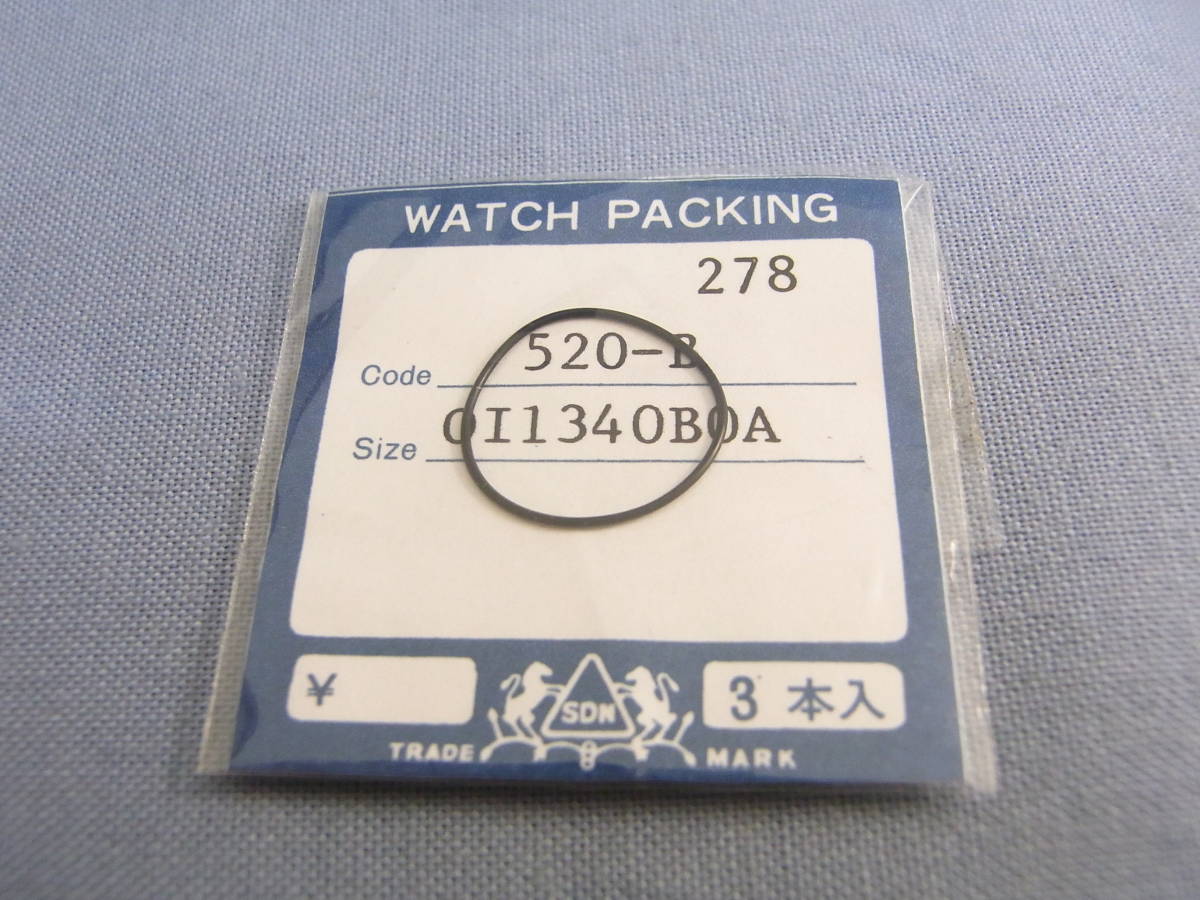 WATCH PACKING
278
Code 520-B
Size OI1340B0A
¥
SDN
3 本入
TRADE MARK